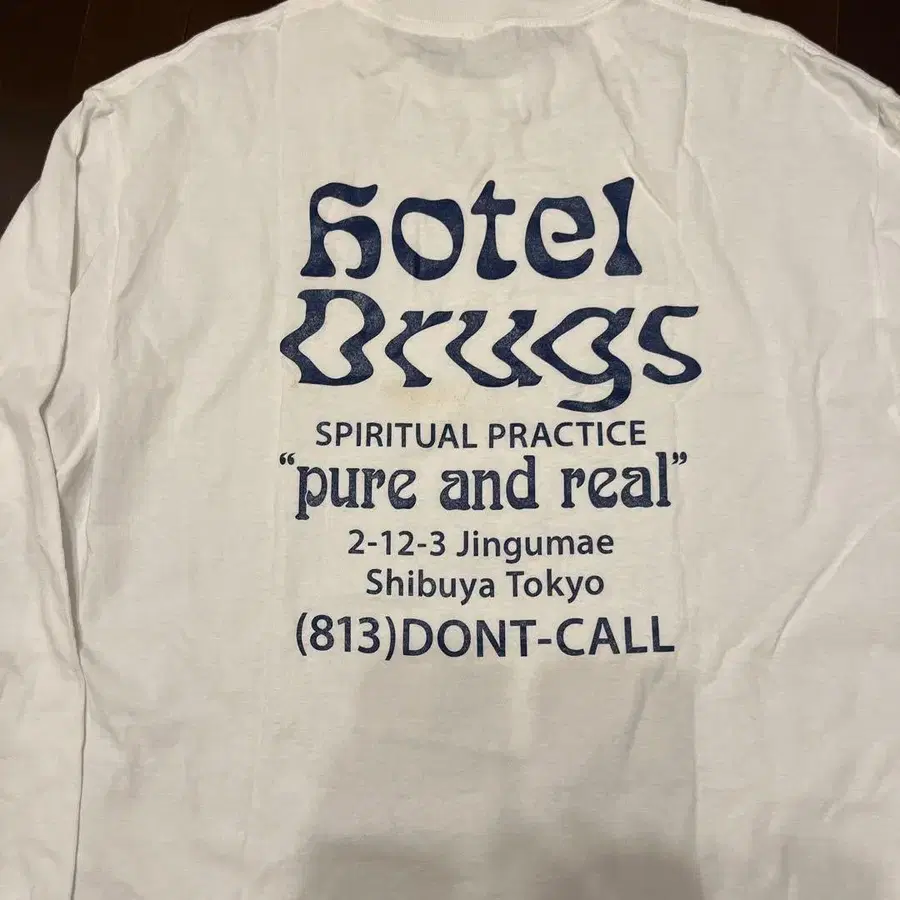 hotel
Drugs
SPIRITUAL PRACTICE
“pure and real”
2-12-3 Jingumae
Shibuya Tokyo
(813)DONT-CALL